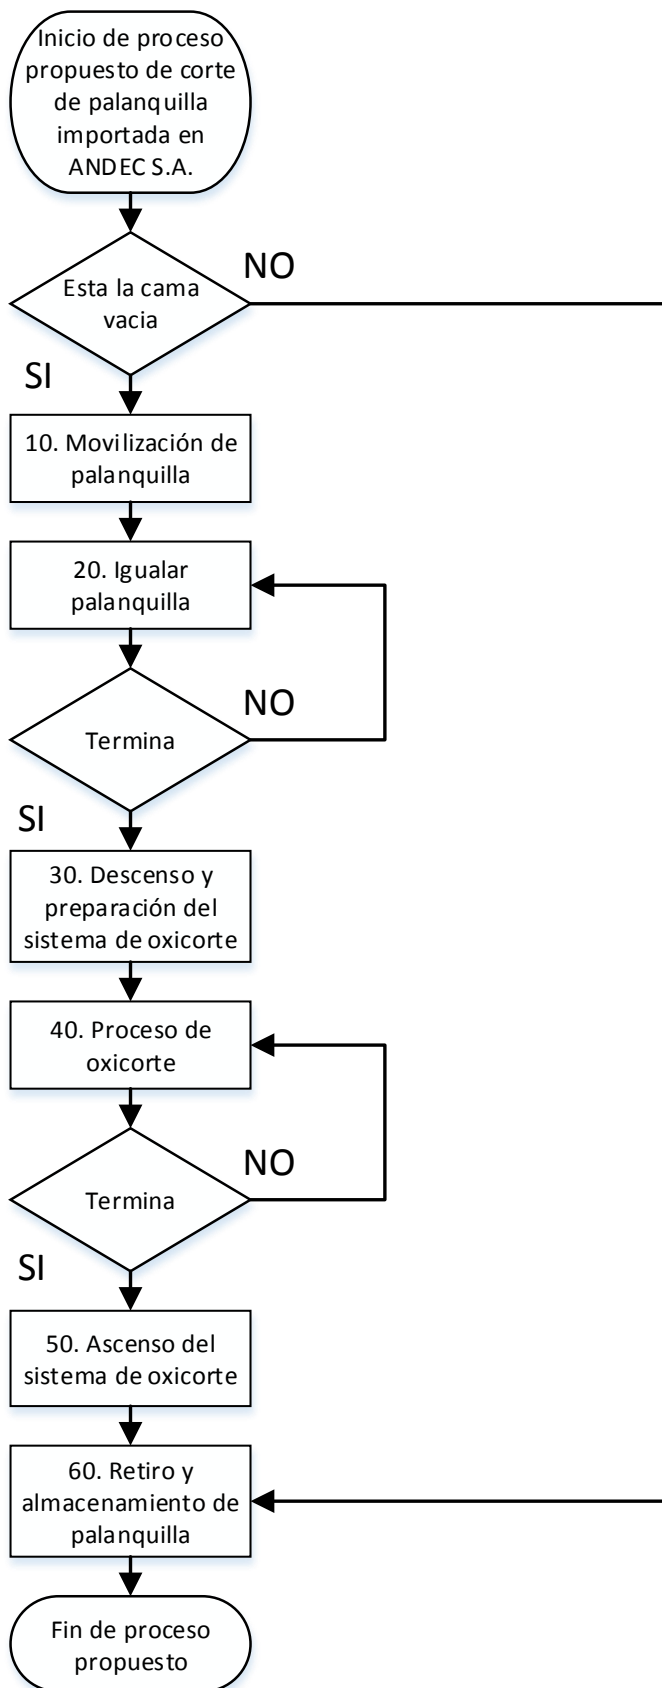 Inicio de proceso
propuesto de corte
de palanquilla
importada en
ANDEC S.A.
Esta la cama
vacia
NO
SI
10. Movilización de
palanquilla
20. Igualar
palanquilla
Termina
NO
SI
30. Descenso y
preparación del
sistema de oxicorte
40. Proceso de
oxicorte
Termina
NO
SI
50. Ascenso del
sistema de oxicorte
60. Retiro y
almacenamiento de
palanquilla
Fin de proceso
propuesto